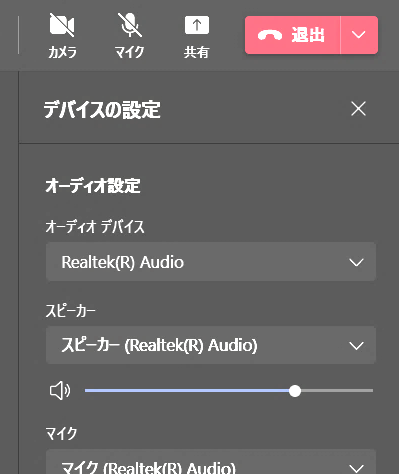 カメラ
マイク
共有
退出
デバイスの設定
オーディオ設定
オーディオ デバイス
Realtek(R) Audio
スピーカー
スピーカー (Realtek(R) Audio)
マイク
マイク (Realtek(R) Audio)